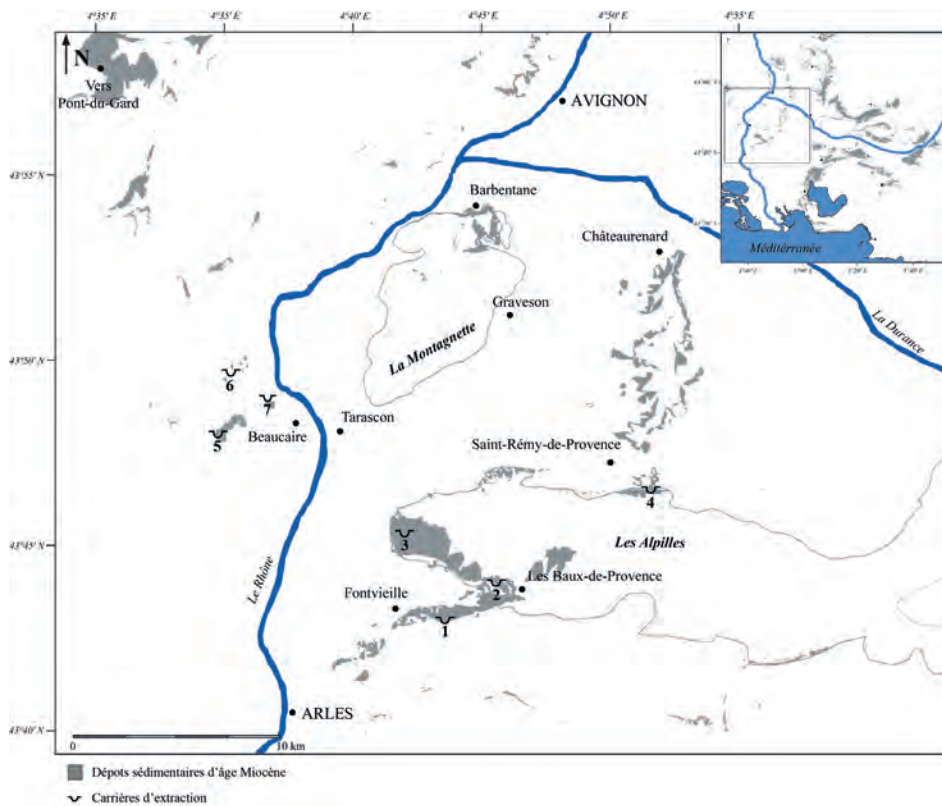 4°35' E
4°35' E
4°40' E
4°45' E
4°50' E
4°55' E
N
Vers
Pont-du-Gard
AVIGNON
43°55' N
Barbentane
Châteaurenard
Méditérranée
Graveson
La Montagnette
La Durance
43°50' N
6
7
5
Beaucaire
Tarascon
Saint-Rémy-de-Provence
4
43°45' N
3
Les Alpilles
Le Rhône
Fontvieille
2
Les Baux-de-Provence
1
ARLES
43°40' N
0
10 km
Dépots sédimentaires d'âge Miocène
Carrières d'extraction